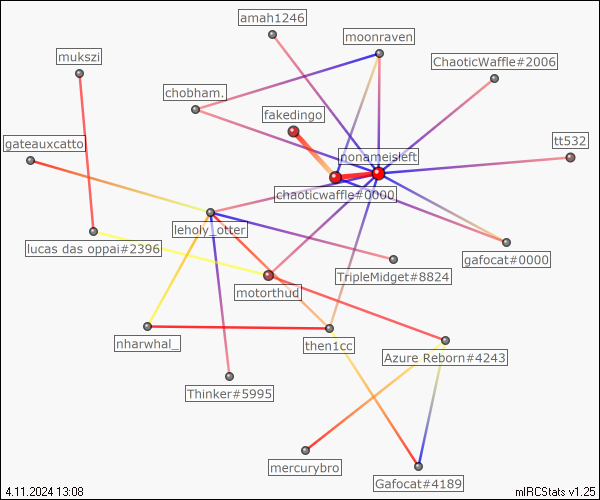 amah1246
moonraven
mukszi
ChaoticWaffle#2006
chobham.
fakedingo
gateauxcatto
tt532
nonameisleft
chaoticwaffle#0000
leholy_otter
lucas das oppai#2396
gafocat#0000
TripleMidget#8824
motorthud
nharwhal_
then1cc
Azure Reborn#4243
Thinker#5995
mercurybro
Gafocat#4189
4.11.2024 13:08
mIRCStats v1.25